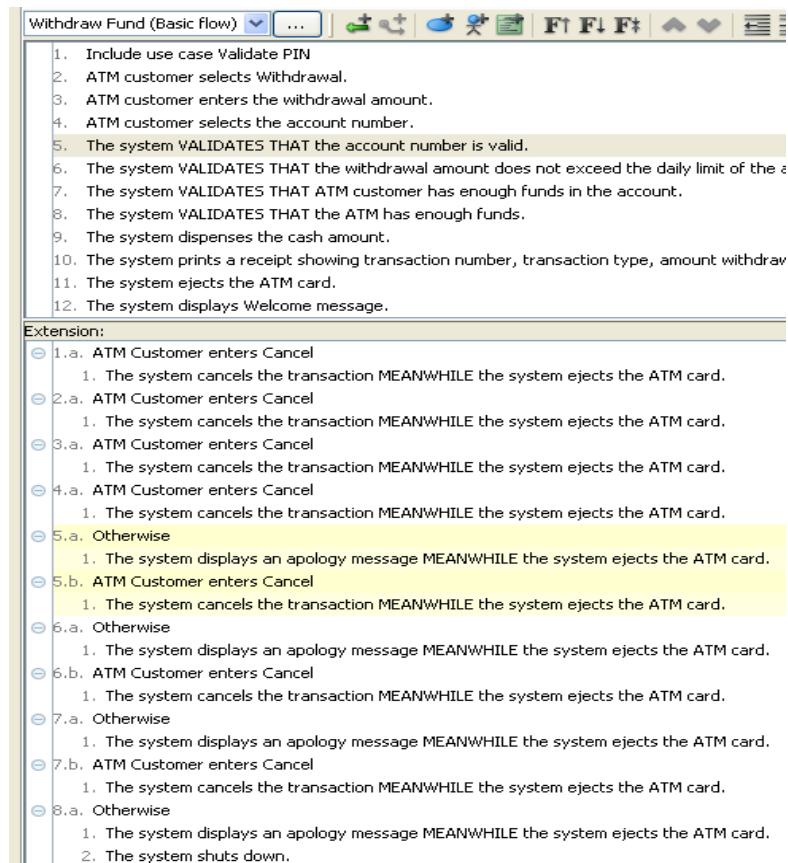 Withdraw Fund (Basic flow) ... F↑ F↓ F‡
1. Include use case Validate PIN
2. ATM customer selects Withdrawal.
3. ATM customer enters the withdrawal amount.
4. ATM customer selects the account number.
5. The system VALIDATES THAT the account number is valid.
6. The system VALIDATES THAT the withdrawal amount does not exceed the daily limit of the
7. The system VALIDATES THAT ATM customer has enough funds in the account.
8. The system VALIDATES THAT the ATM has enough funds.
9. The system dispenses the cash amount.
10. The system prints a receipt showing transaction number, transaction type, amount withdraw
11. The system ejects the ATM card.
12. The system displays Welcome message.
Extension:
1.a. ATM Customer enters Cancel
1. The system cancels the transaction MEANWHILE the system ejects the ATM card.
2.a. ATM Customer enters Cancel
1. The system cancels the transaction MEANWHILE the system ejects the ATM card.
3.a. ATM Customer enters Cancel
1. The system cancels the transaction MEANWHILE the system ejects the ATM card.
4.a. ATM Customer enters Cancel
1. The system cancels the transaction MEANWHILE the system ejects the ATM card.
5.a. Otherwise
1. The system displays an apology message MEANWHILE the system ejects the ATM card.
5.b. ATM Customer enters Cancel
1. The system cancels the transaction MEANWHILE the system ejects the ATM card.
6.a. Otherwise
1. The system displays an apology message MEANWHILE the system ejects the ATM card.
6.b. ATM Customer enters Cancel
1. The system cancels the transaction MEANWHILE the system ejects the ATM card.
7.a. Otherwise
1. The system displays an apology message MEANWHILE the system ejects the ATM card.
7.b. ATM Customer enters Cancel
1. The system cancels the transaction MEANWHILE the system ejects the ATM card.
8.a. Otherwise
1. The system displays an apology message MEANWHILE the system ejects the ATM card.
2. The system shuts down.